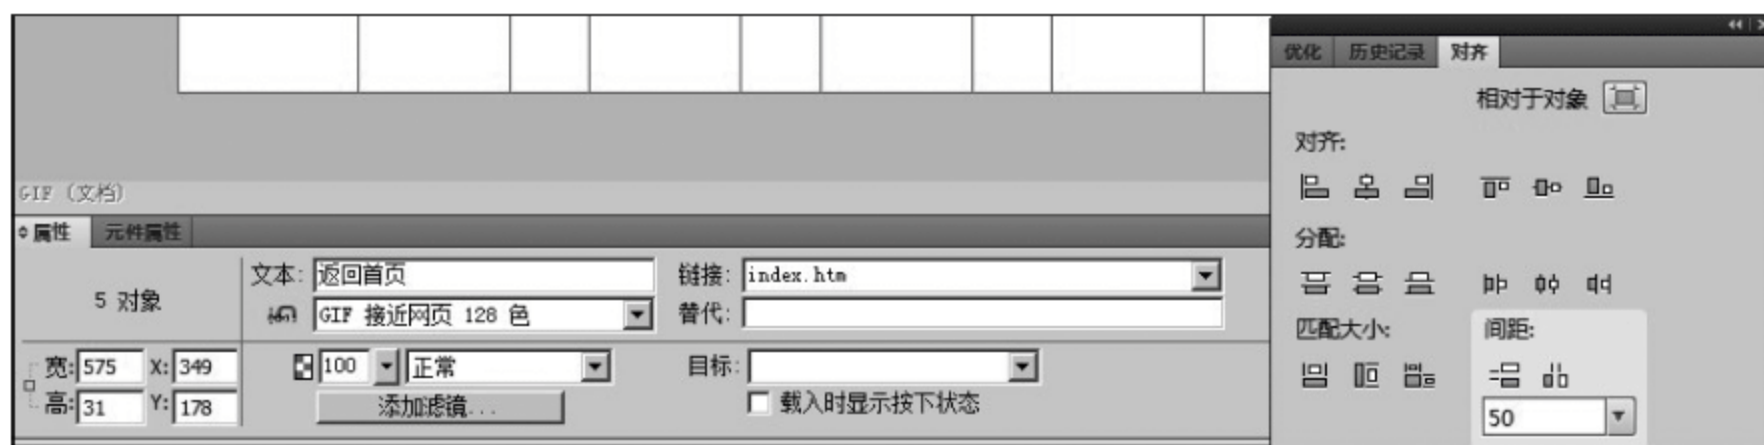 优化 历史记录 对齐
相对于对象
对齐:
分配:
匹配大小: 间距:
50
GIF (文档)
属性 元件属性
5 对象
文本: 返回首页 链接: index.htm
GIF 接近网页 128 色 替代:
宽: 575 X: 349 100 正常 目标:
高: 31 Y: 178 添加滤镜... 载入时显示按下状态